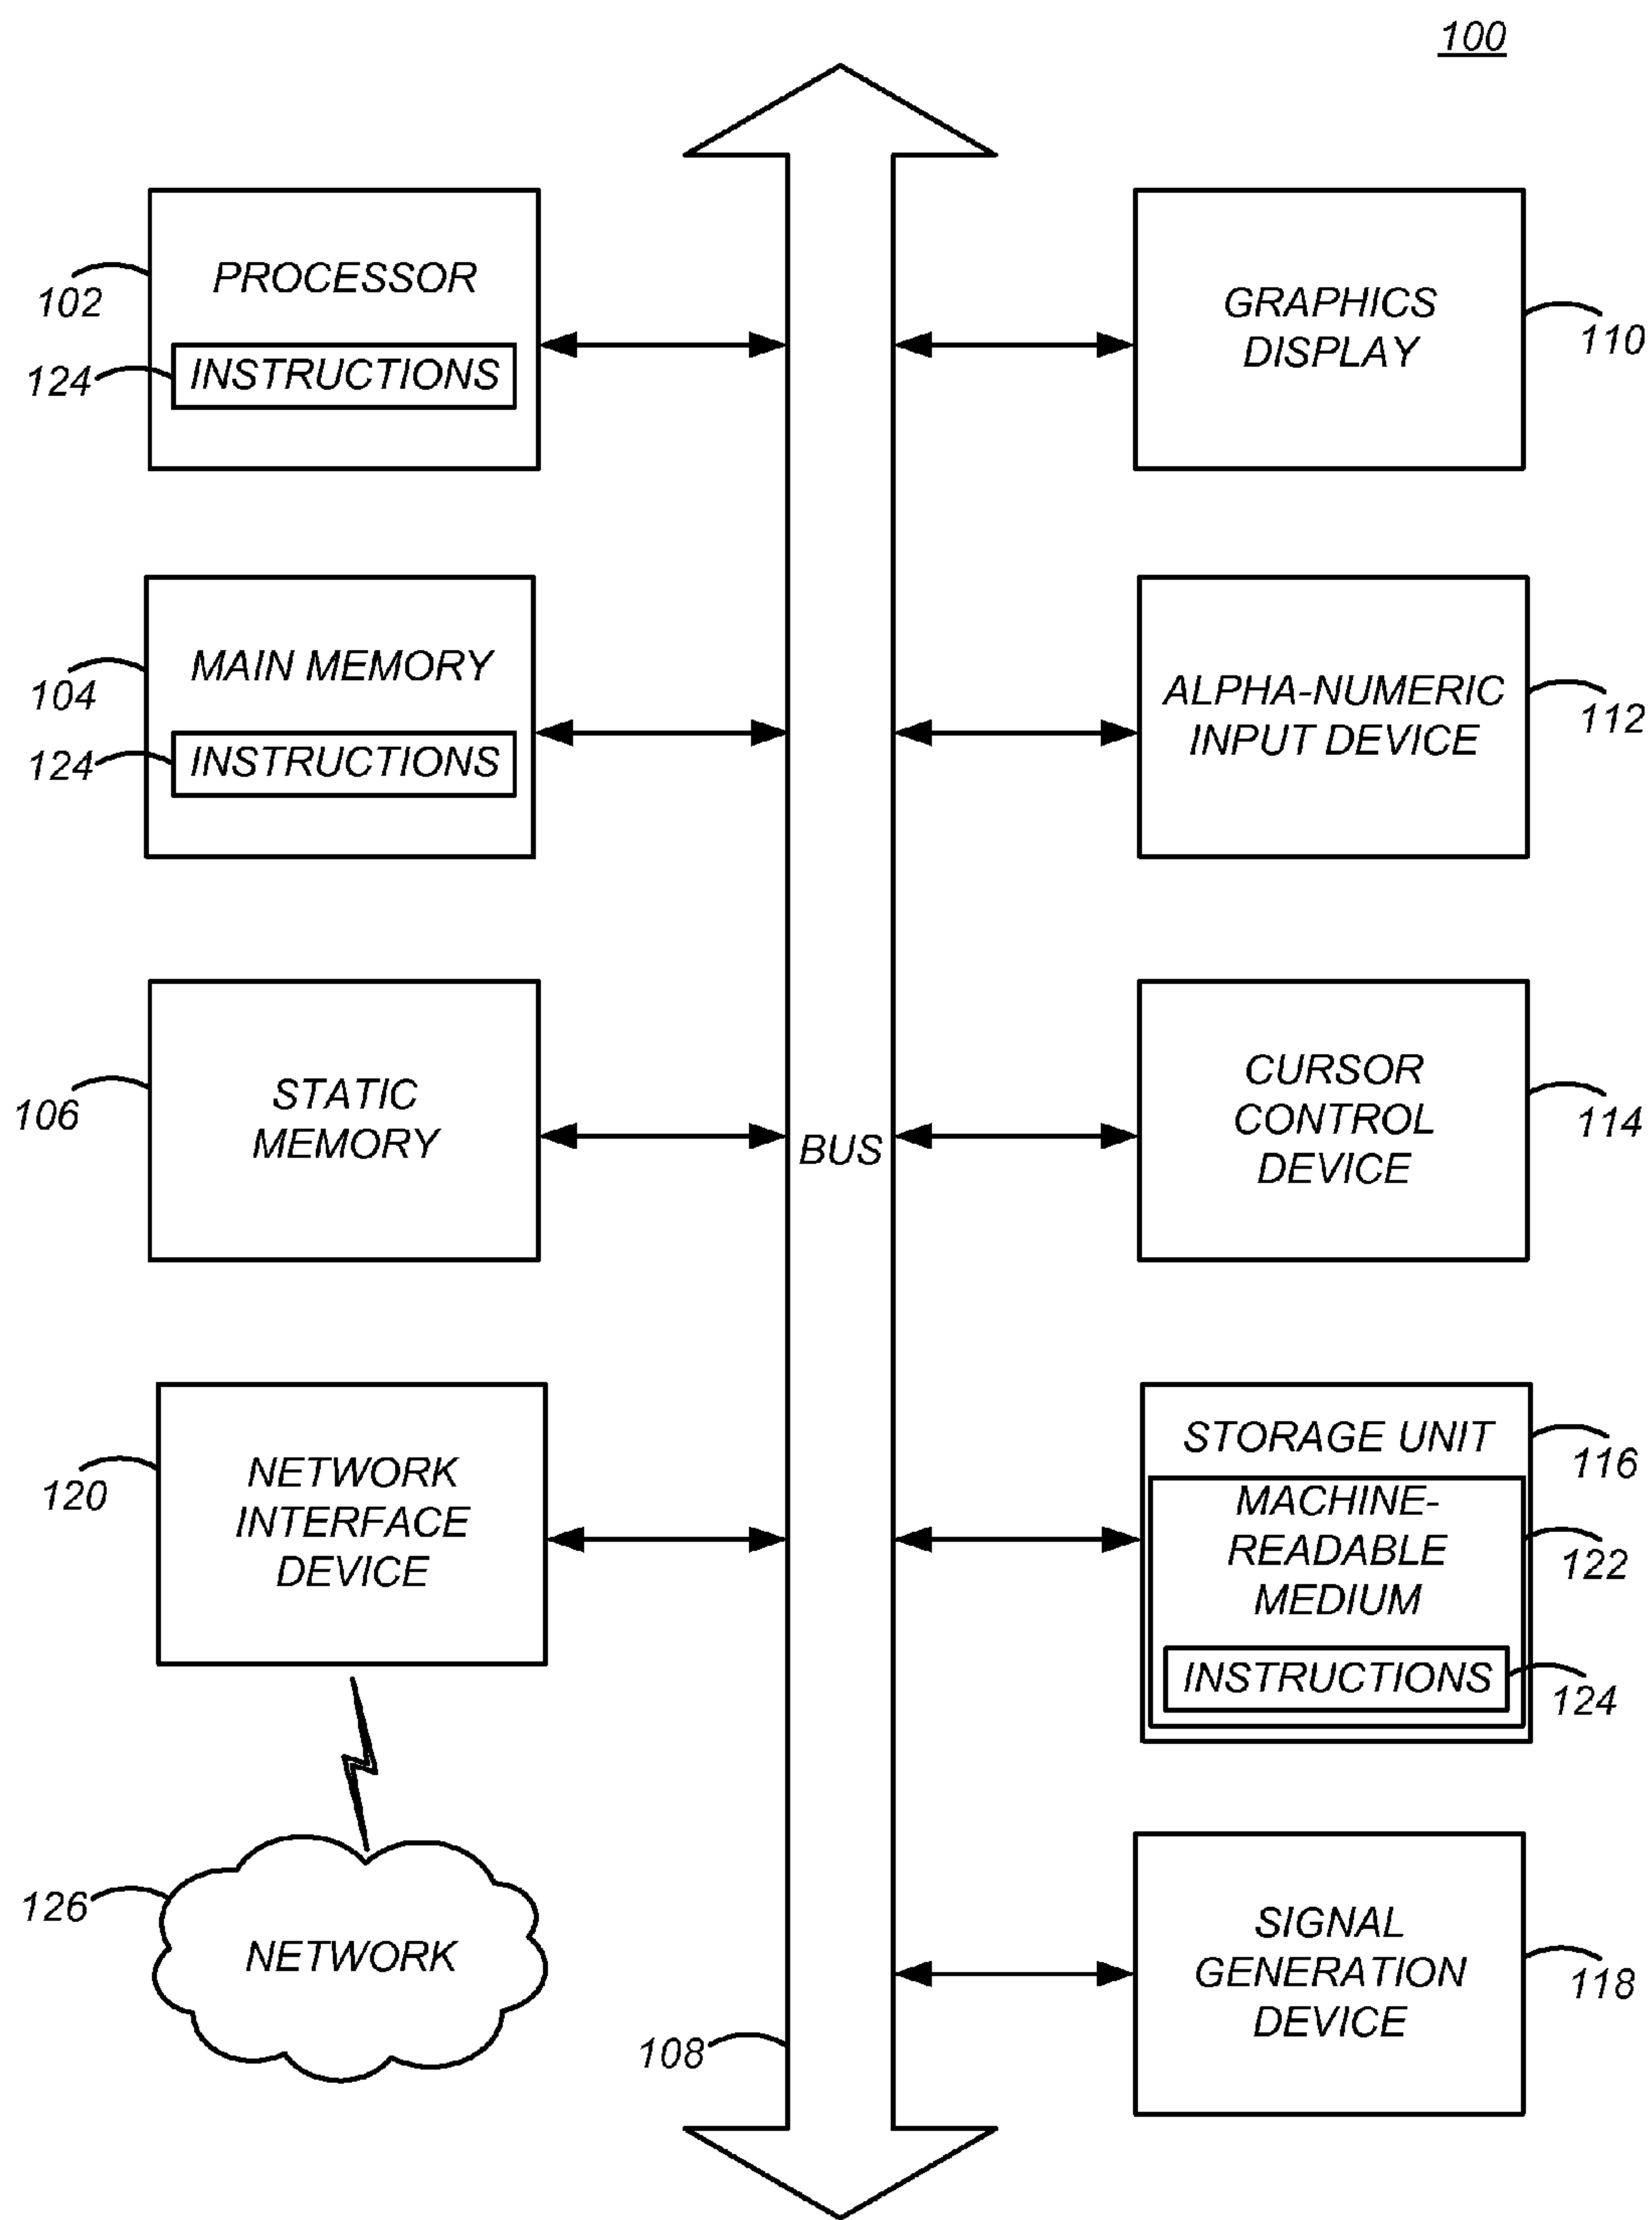 100
PROCESSOR
102
INSTRUCTIONS
124
GRAPHICS
DISPLAY
110
MAIN MEMORY
104
INSTRUCTIONS
124
ALPHA-NUMERIC
INPUT DEVICE
112
STATIC
MEMORY
106
BUS
CURSOR
CONTROL
DEVICE
114
NETWORK
INTERFACE
DEVICE
120
STORAGE UNIT
116
MACHINE-
READABLE
MEDIUM
122
INSTRUCTIONS
124
NETWORK
126
108
SIGNAL
GENERATION
DEVICE
118